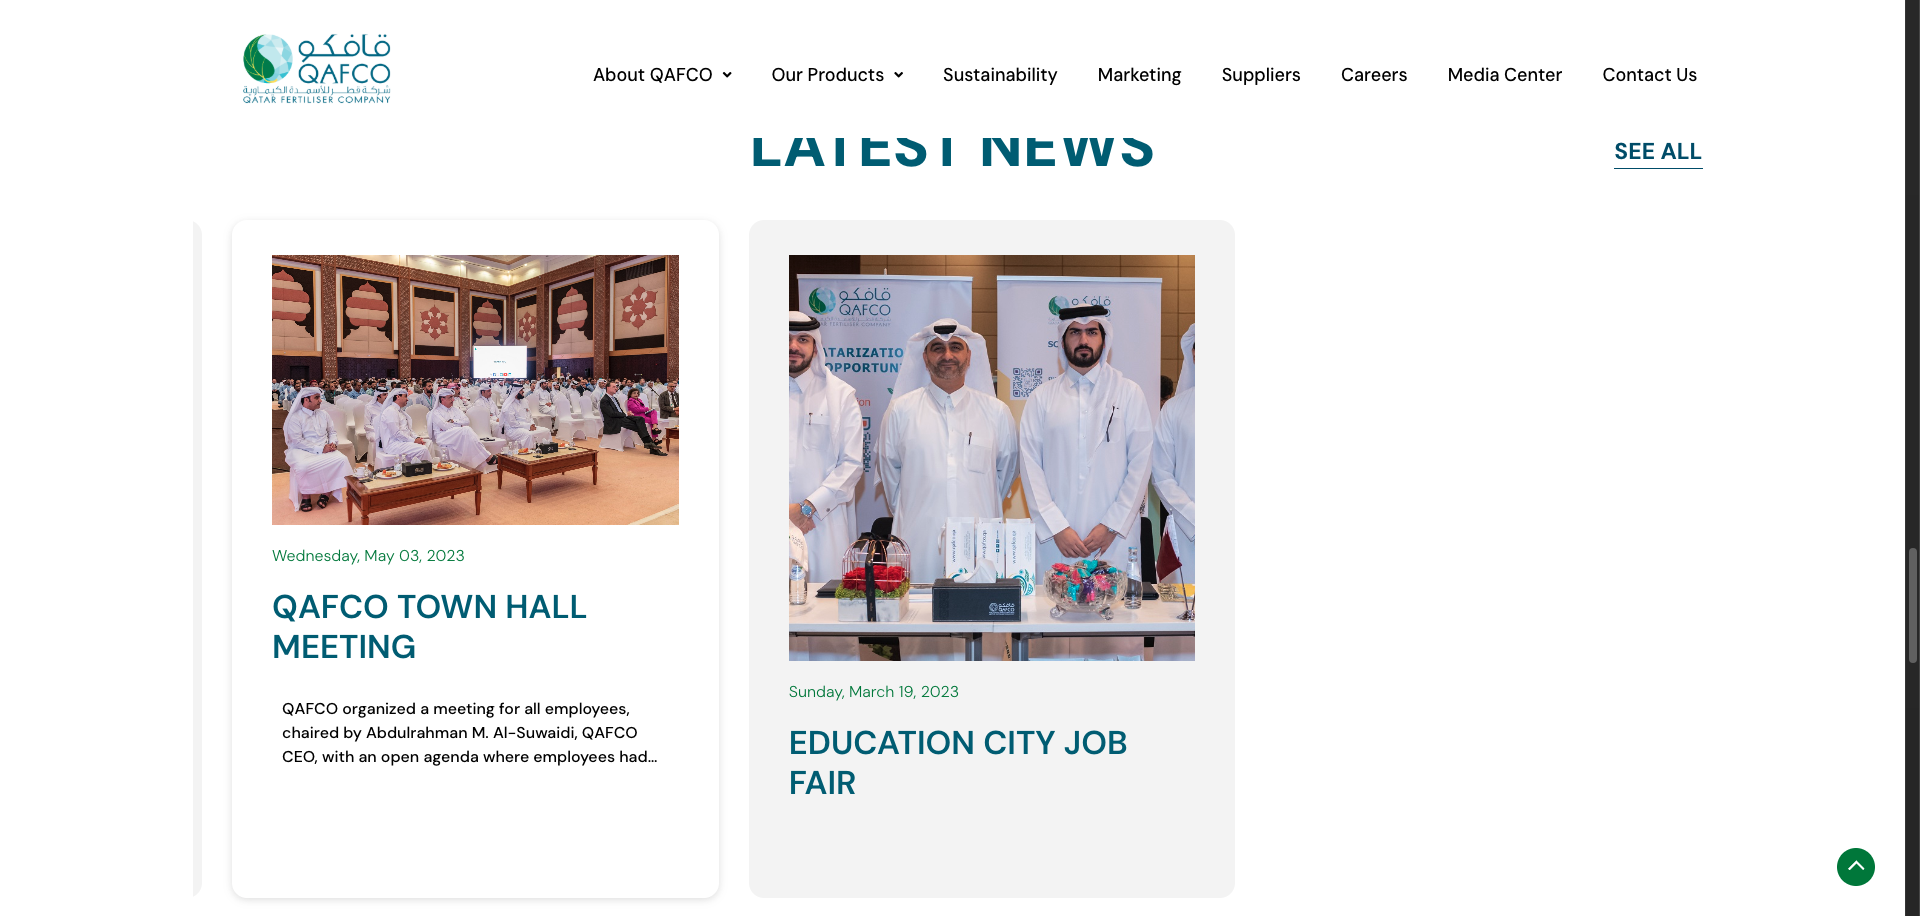 قافكو
QAFCO
شركة قطر للأسمدة الكيماوية
QATAR FERTILISER COMPANY
About QAFCO
Our Products
Sustainability
Marketing
Suppliers
Careers
Media Center
Contact Us
LATEST NEWS
SEE ALL
Wednesday, May 03, 2023
QAFCO TOWN HALL
MEETING
QAFCO organized a meeting for all employees,
chaired by Abdulrahman M. Al-Suwaidi, QAFCO
CEO, with an open agenda where employees had...
قافكو
QAFCO
Sunday, March 19, 2023
EDUCATION CITY JOB
FAIR